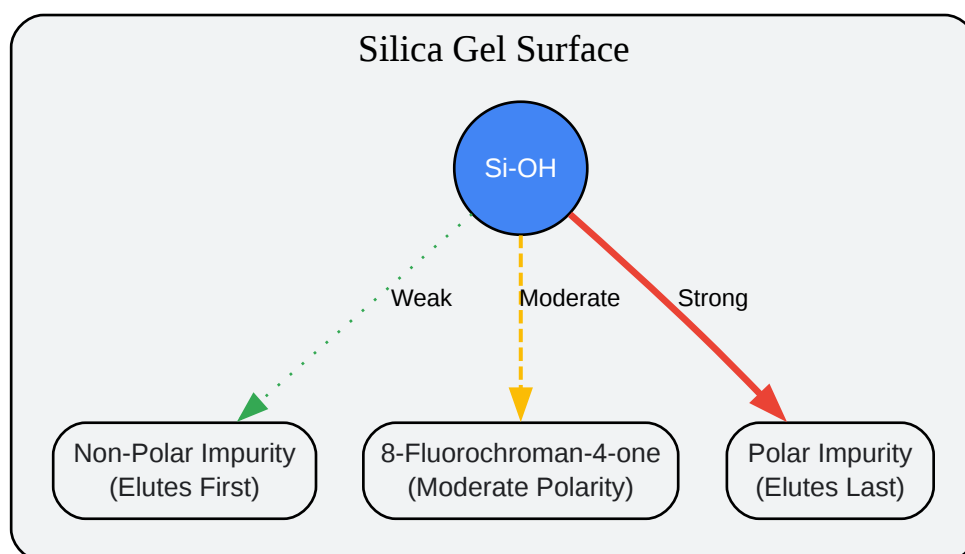 Silica Gel Surface
Si-OH
Weak
Moderate
Strong
Non-Polar Impurity
(Elutes First)
8-Fluorochroman-4-one
(Moderate Polarity)
Polar Impurity
(Elutes Last)